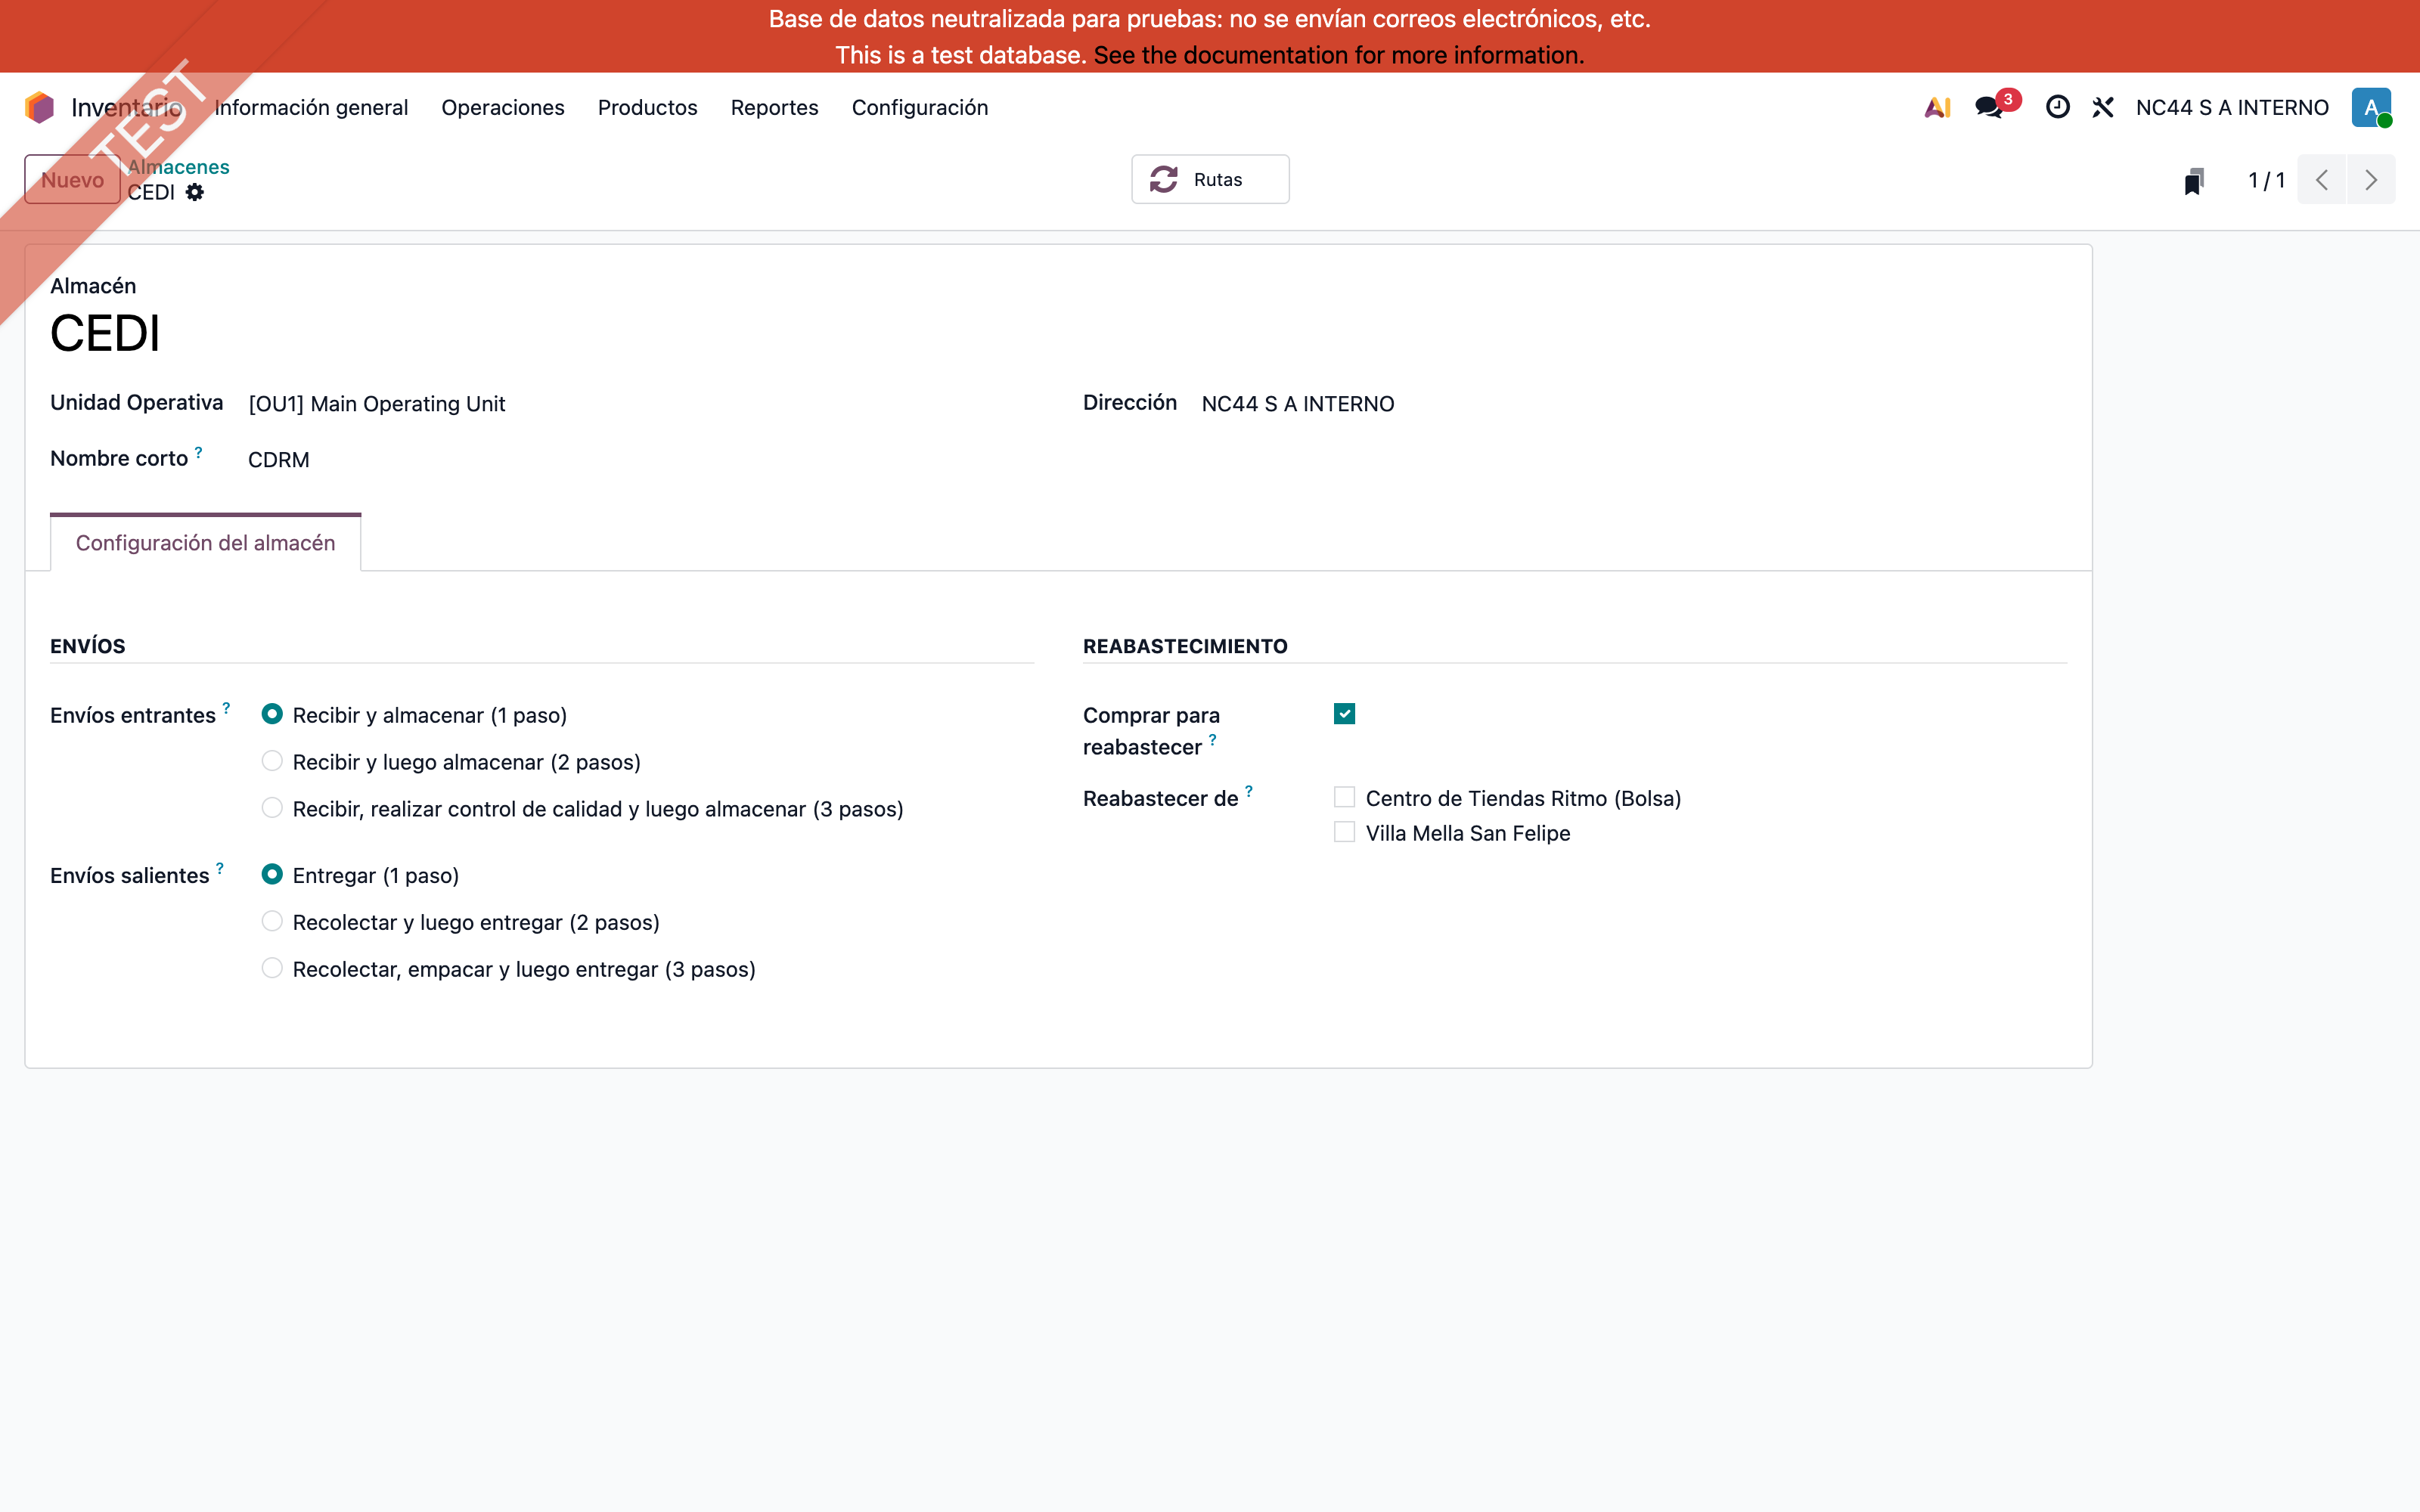 Base de datos neutralizada para pruebas: no se envían correos electrónicos, etc.
This is a test database. See the documentation for more information.
TEST
Inventario Información general Operaciones Productos Reportes Configuración
AI 3 NC44 S A INTERNO A
Nuevo
Almacenes
CEDI
Rutas
1 / 1
Almacén
CEDI
Unidad Operativa [OU1] Main Operating Unit
Dirección NC44 S A INTERNO
Nombre corto ? CDRM
Configuración del almacén
ENVÍOS
Envíos entrantes ? Recibir y almacenar (1 paso)
Recibir y luego almacenar (2 pasos)
Recibir, realizar control de calidad y luego almacenar (3 pasos)
Envíos salientes ? Entregar (1 paso)
Recolectar y luego entregar (2 pasos)
Recolectar, empacar y luego entregar (3 pasos)
REABASTECIMIENTO
Comprar para
reabastecer ?
Reabastecer de ? Centro de Tiendas Ritmo (Bolsa)
Villa Mella San Felipe